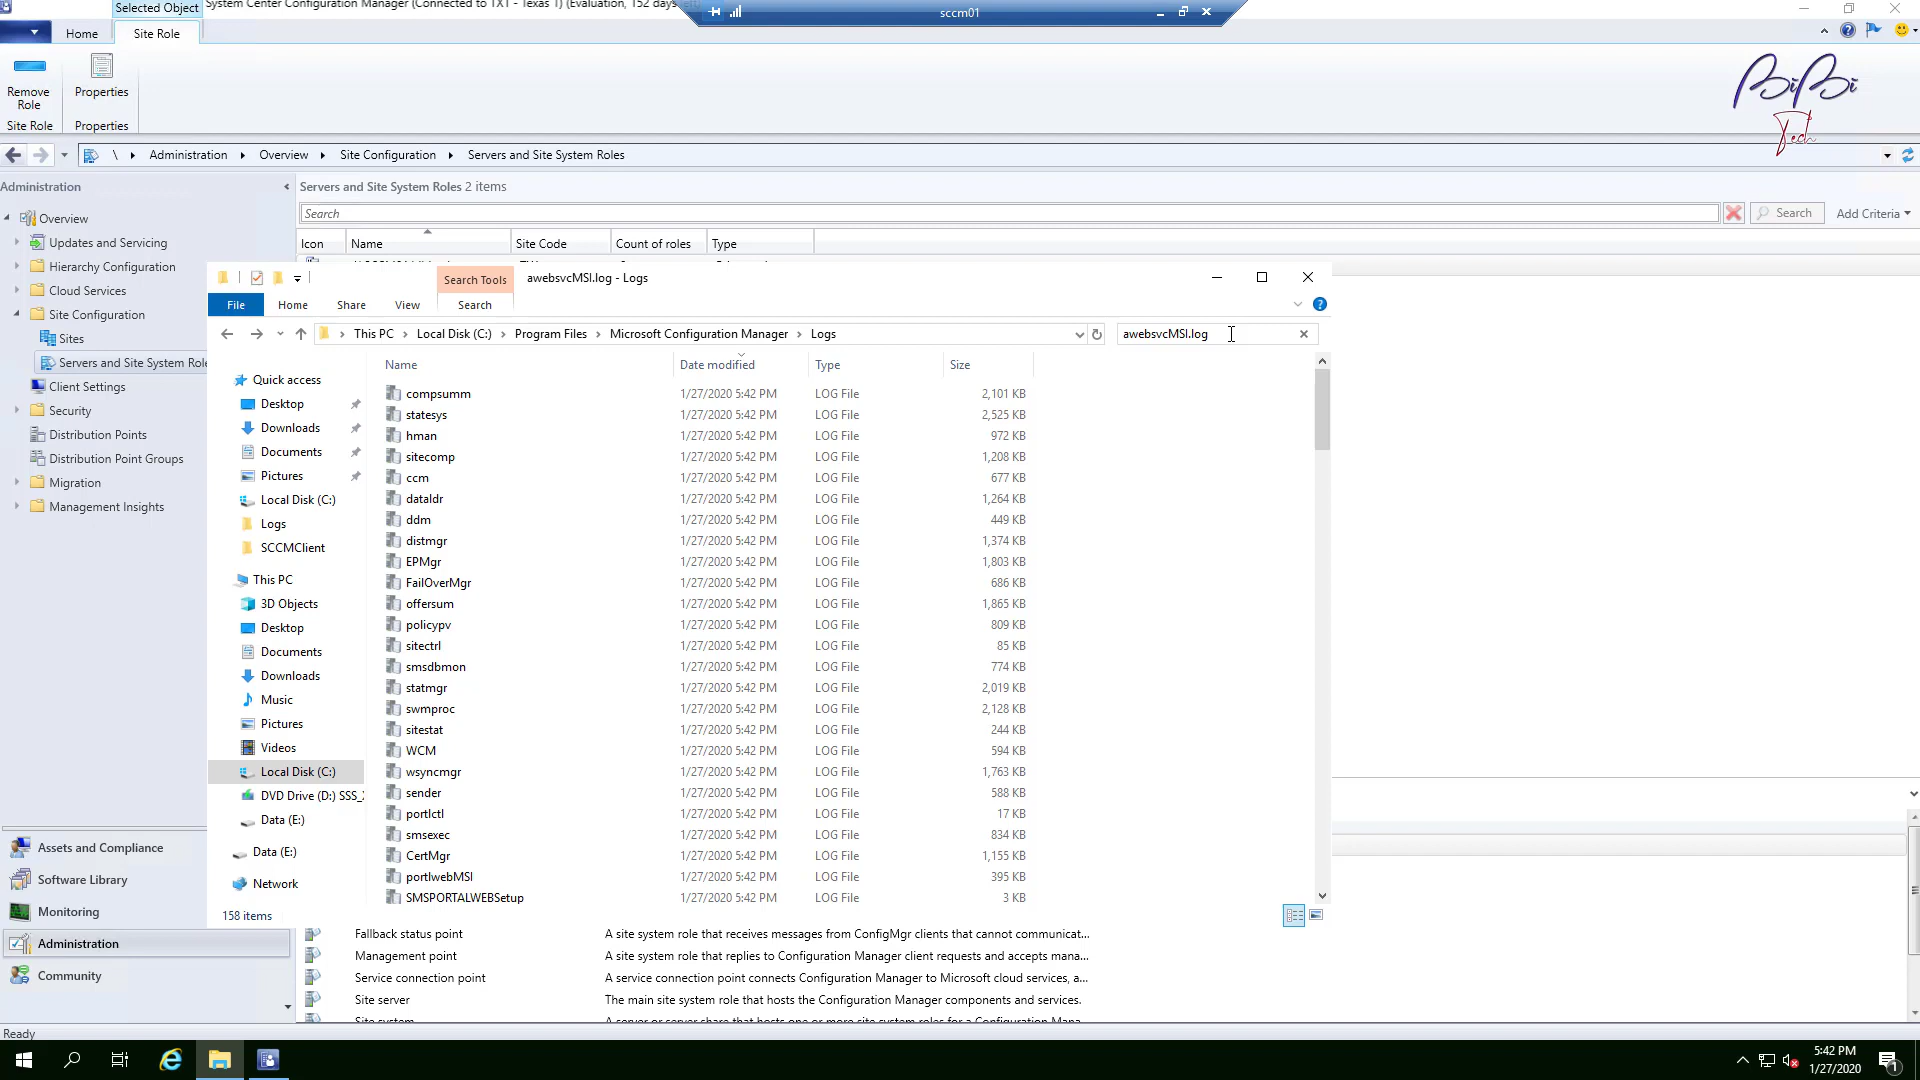 Selected Object
System Center Configuration Manager (Connected to TXT - Texas 1) (Evaluation, 152 days
sccm01
Home
Site Role
Remove Role
Properties
Site Role
Properties
BiBi
Tech
\ Administration Overview Site Configuration Servers and Site System Roles
Administration
Servers and Site System Roles 2 items
Search
Search
Add Criteria
Icon Name Site Code Count of roles Type
Overview
Updates and Servicing
Hierarchy Configuration
Cloud Services
Site Configuration
Sites
Servers and Site System Role
Client Settings
Security
Distribution Points
Distribution Point Groups
Migration
Management Insights
Assets and Compliance
Software Library
Monitoring
Administration
Community
Ready
Search Tools
awebsvcMSI.log - Logs
File Home Share View Search
This PC Local Disk (C:) Program Files Microsoft Configuration Manager Logs
awebsvcMSI.log
Quick access
Desktop
Downloads
Documents
Pictures
Local Disk (C:)
Logs
SCCMClient
This PC
3D Objects
Desktop
Documents
Downloads
Music
Pictures
Videos
Local Disk (C:)
DVD Drive (D:) SSS_
Data (E:)
Data (E:)
Network
158 items
Name Date modified Type Size
compsumm 1/27/2020 5:42 PM LOG File 2,101 KB
statesys 1/27/2020 5:42 PM LOG File 2,525 KB
hman 1/27/2020 5:42 PM LOG File 972 KB
sitecomp 1/27/2020 5:42 PM LOG File 1,208 KB
ccm 1/27/2020 5:42 PM LOG File 677 KB
dataldr 1/27/2020 5:42 PM LOG File 1,264 KB
ddm 1/27/2020 5:42 PM LOG File 449 KB
distmgr 1/27/2020 5:42 PM LOG File 1,374 KB
EPMgr 1/27/2020 5:42 PM LOG File 1,803 KB
FailOverMgr 1/27/2020 5:42 PM LOG File 686 KB
offersum 1/27/2020 5:42 PM LOG File 1,865 KB
policypv 1/27/2020 5:42 PM LOG File 809 KB
sitectrl 1/27/2020 5:42 PM LOG File 85 KB
smsdbmon 1/27/2020 5:42 PM LOG File 774 KB
statmgr 1/27/2020 5:42 PM LOG File 2,019 KB
swmproc 1/27/2020 5:42 PM LOG File 2,128 KB
sitestat 1/27/2020 5:42 PM LOG File 244 KB
WCM 1/27/2020 5:42 PM LOG File 594 KB
wsyncmgr 1/27/2020 5:42 PM LOG File 1,763 KB
sender 1/27/2020 5:42 PM LOG File 588 KB
portlctl 1/27/2020 5:42 PM LOG File 17 KB
smsexec 1/27/2020 5:42 PM LOG File 834 KB
CertMgr 1/27/2020 5:42 PM LOG File 1,155 KB
portlwebMSI 1/27/2020 5:42 PM LOG File 395 KB
SMSPORTALWEBSetup 1/27/2020 5:42 PM LOG File 3 KB
Fallback status point A site system role that receives messages from ConfigMgr clients that cannot communicat...
Management point A site system role that replies to Configuration Manager client requests and accepts mana...
Service connection point A service connection point connects Configuration Manager to Microsoft cloud services, a...
Site server The main site system role that hosts the Configuration Manager components and services.
Site system A server or server share that hosts one or more site system roles for a Configuration Mana...
5:42 PM
1/27/2020
1